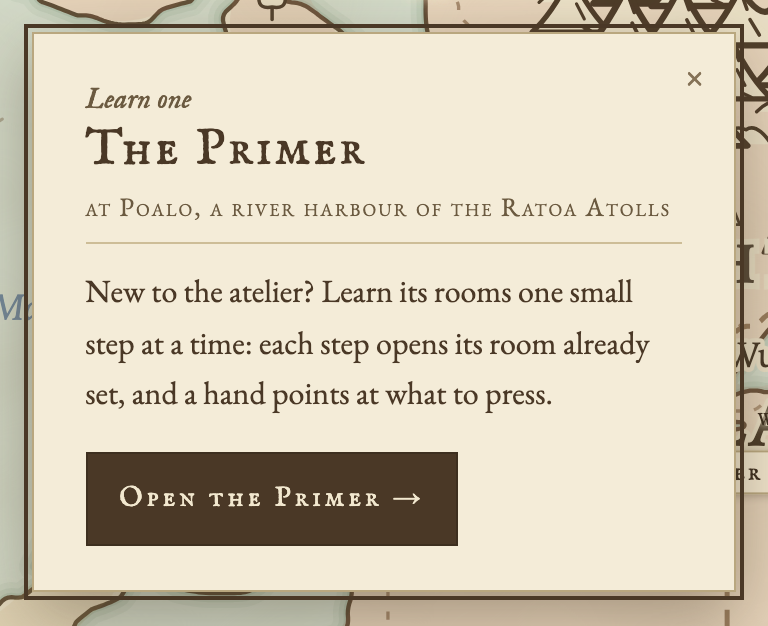 Learn one
The Primer
at Poalo, a river harbour of the Ratoa Atolls
New to the atelier? Learn its rooms one small
step at a time: each step opens its room already
set, and a hand points at what to press.
Open the Primer →